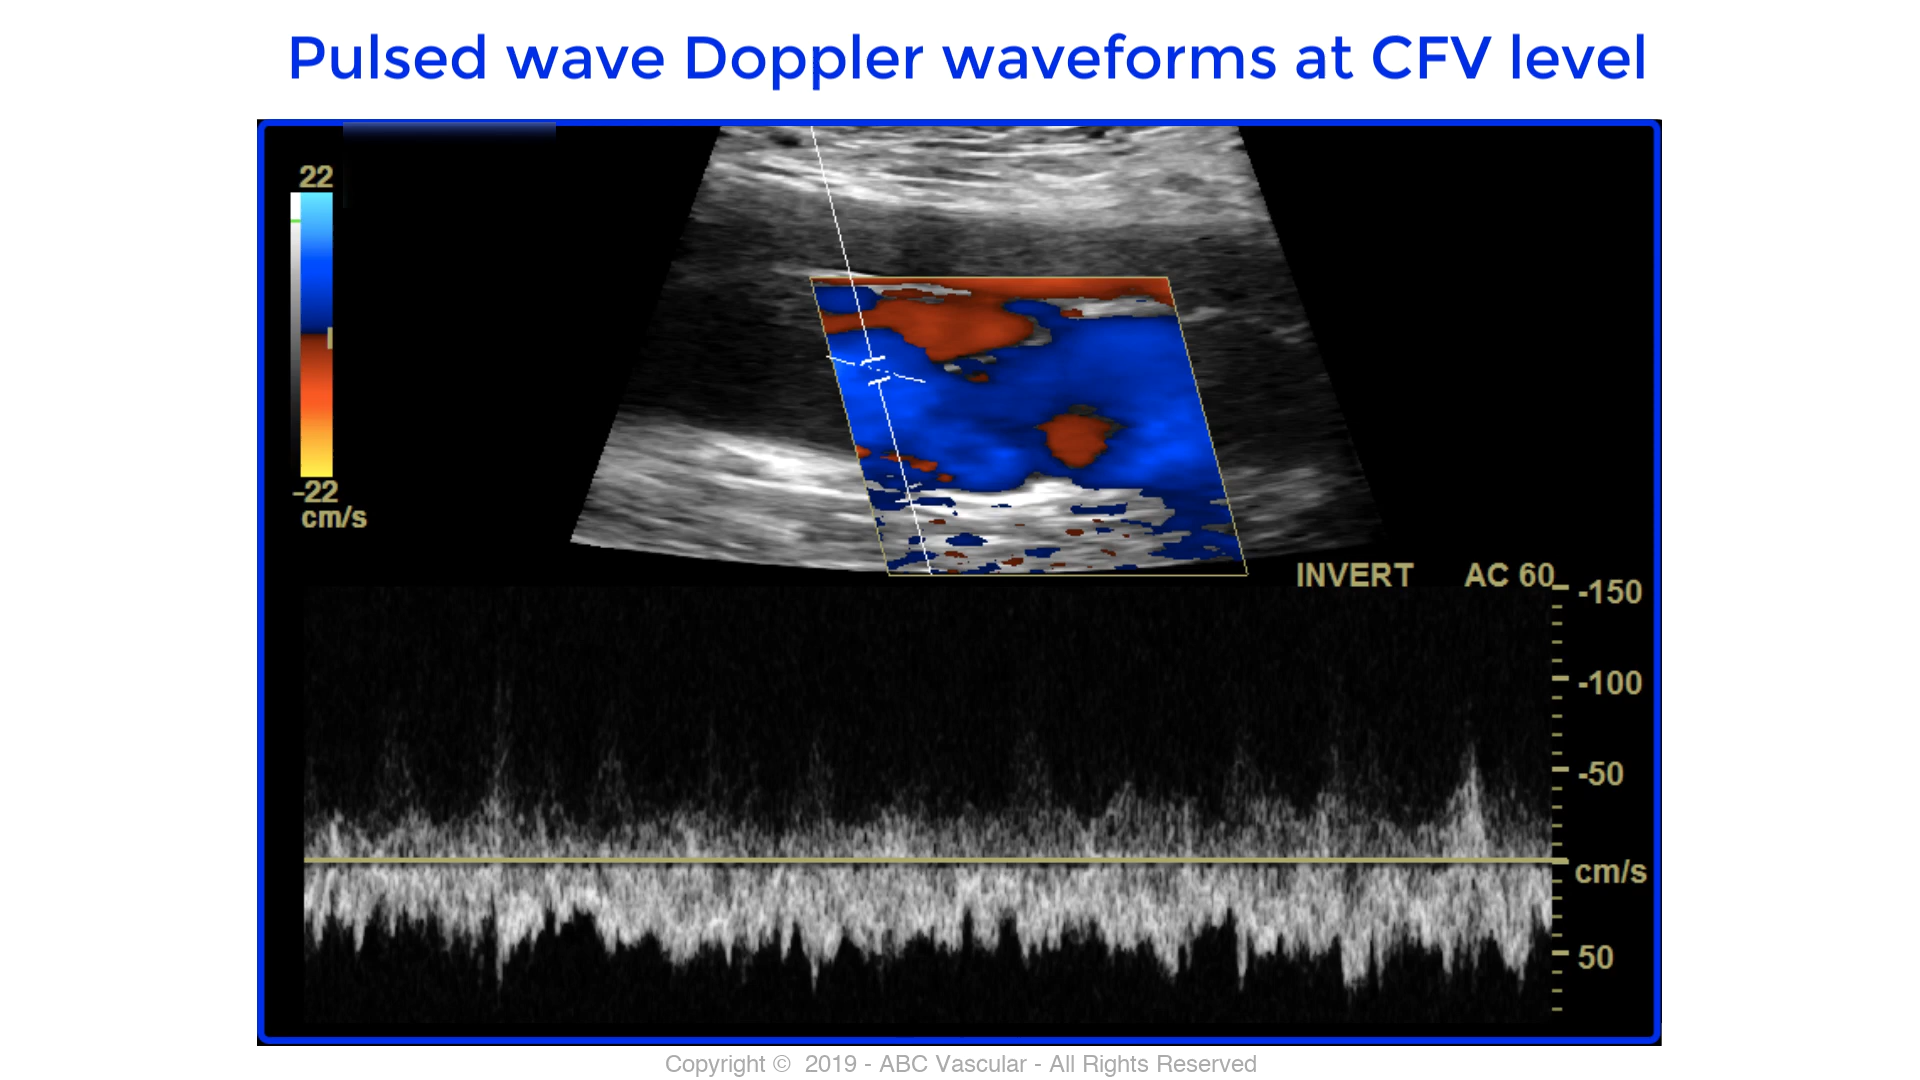 Pulsed wave Doppler waveforms at CFV level
22
-22
cm/s
INVERT AC 60
-150
-100
-50
cm/s
50
Copyright © 2019 - ABC Vascular - All Rights Reserved